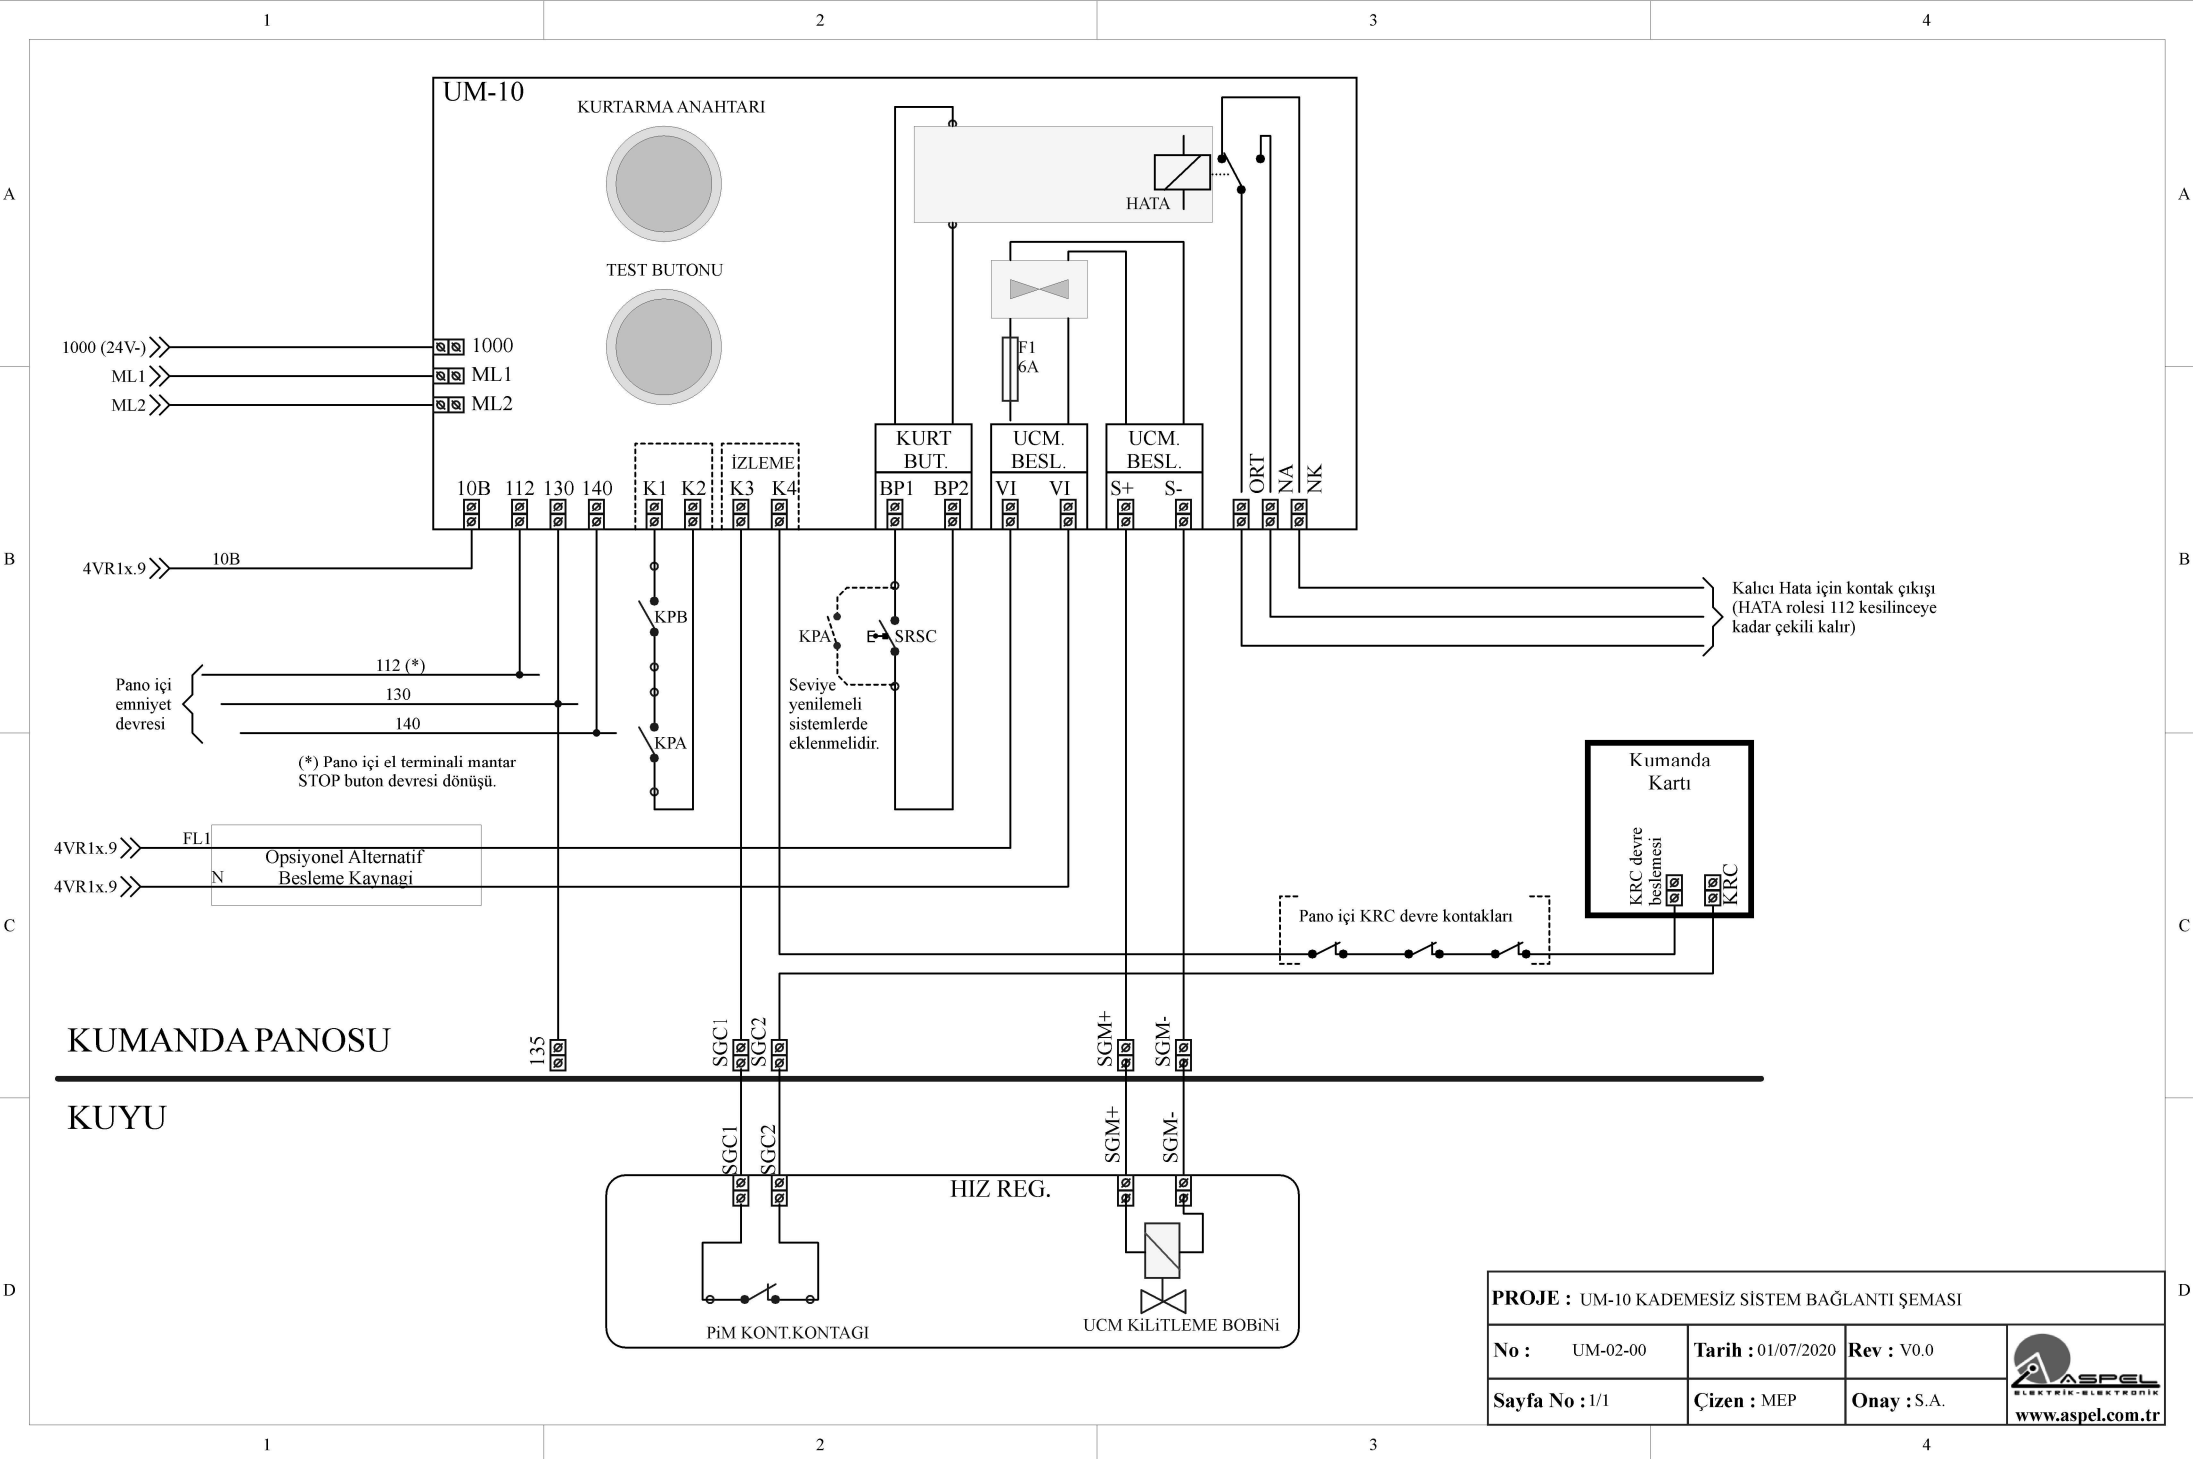 1 2 3 4
UM-10
KURTARMA ANAHTARI
A A
HATA
TEST BUTONU
1000 (24V-) 1000
F1
6A
ML1 ML1
ML2 ML2
KURT
BUT.
UCM.
BESL.
UCM.
BESL.
İZLEME
10B 112 130 140 K1 K2 K3 K4 BP1 BP2 VI VI S+ S- ORT NA NK
B B
4VR1x.9 10B
Kalıcı Hata için kontak çıkışı
(HATA rolesi 112 kesilinceye
kadar çekili kalır)
KPB
KPA SRSC
112 (*)
Pano içi
emniyet
devresi
130
140
Seviye
yenilemeli
sistemlerde
eklenmelidir.
KPA
(*) Pano içi el terminali mantar
STOP buton devresi dönüşü.
Kumanda
Kartı
KRC devre
beslemesi
KRC
4VR1x.9 FL1
Opsiyonel Alternatif
Besleme Kaynagi
4VR1x.9 N
C C
Pano içi KRC devre kontakları
KUMANDA PANOSU
135 SGC1 SGC2 SGM+ SGM-
KUYU
SGC1 SGC2 SGM+ SGM-
HIZ REG.
PiM KONT.KONTAGI
UCM KiLiTLEME BOBiNi
D D
PROJE : UM-10 KADEMESİZ SİSTEM BAĞLANTI ŞEMASI
No : UM-02-00 Tarih : 01/07/2020 Rev : V0.0
Sayfa No : 1/1 Çizen : MEP Onay : S.A.
ASPEL
ELEKTRİK-ELEKTRONİK
www.aspel.com.tr
1 2 3 4